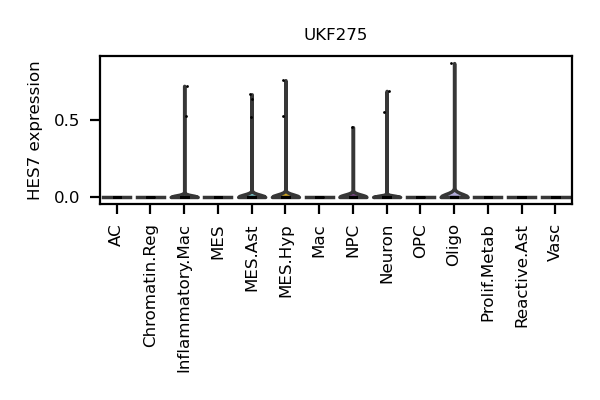 UKF275
HES7 expression
0.5
0.0
AC
Chromatin.Reg
Inflammatory.Mac
MES
MES.Ast
MES.Hyp
Mac
NPC
Neuron
OPC
Oligo
Prolif.Metab
Reactive.Ast
Vasc